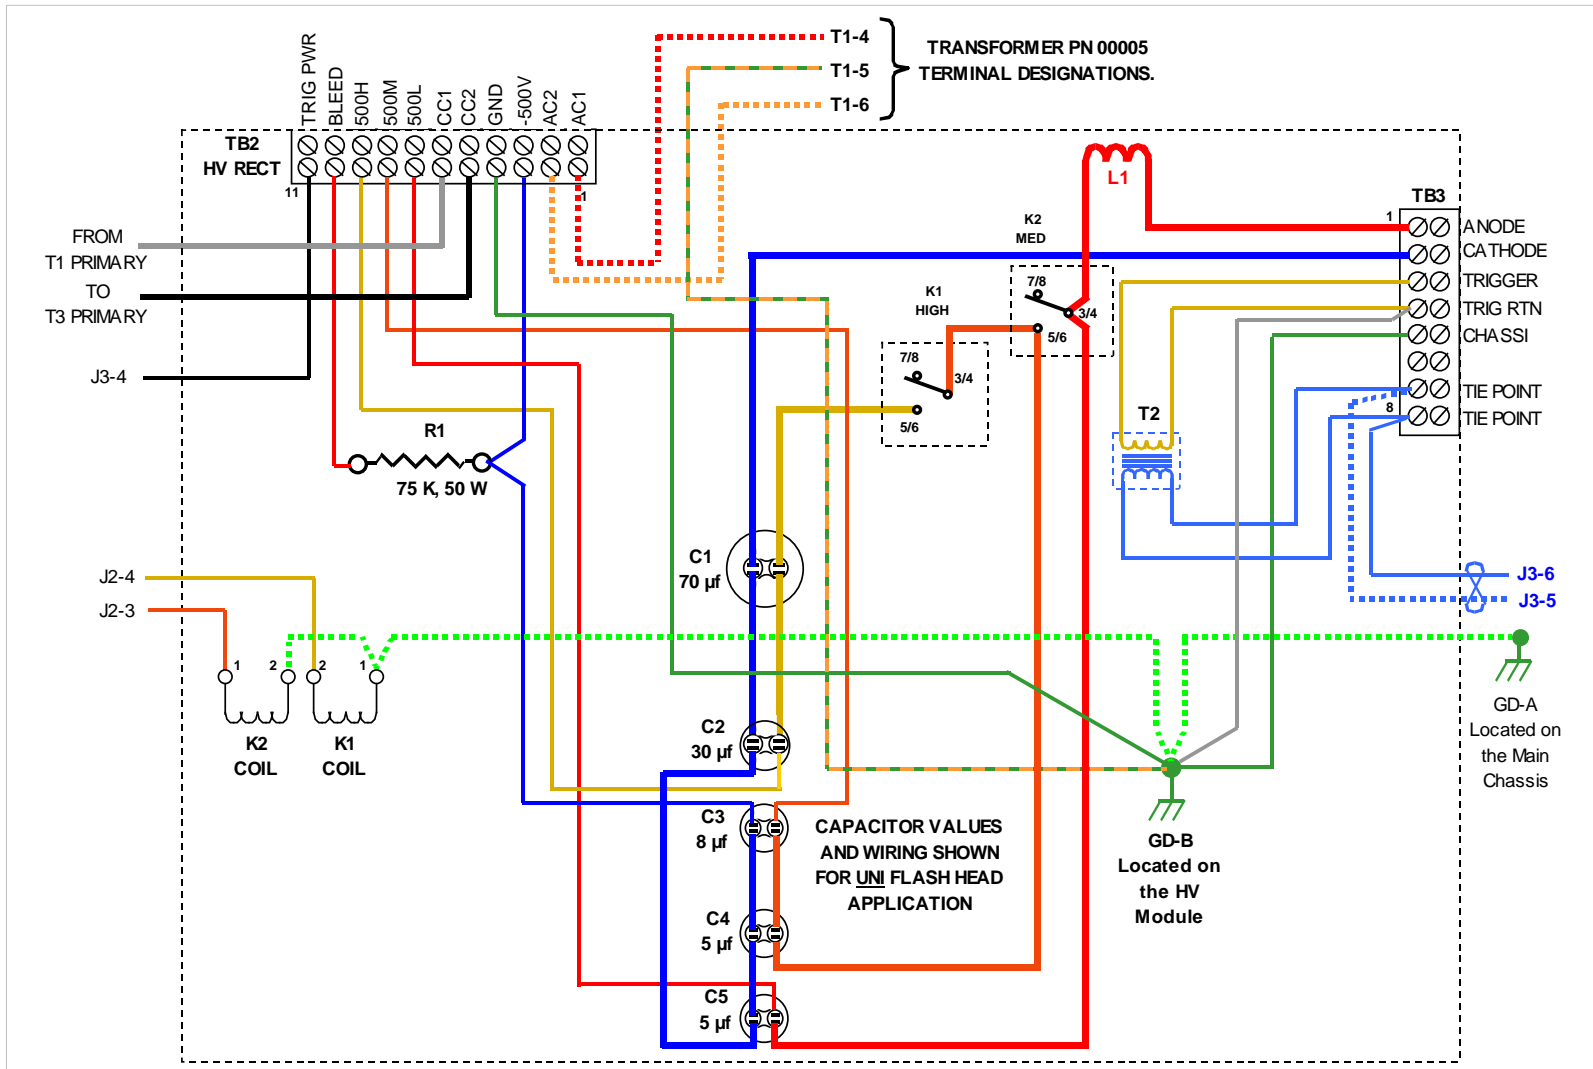 T1-4
T1-5
T1-6
TRANSFORMER PN 00005
TERMINAL DESIGNATIONS.
TRIG PWR
BLEED
500H
500M
500L
CC1
CC2
GND
-500V
AC2
AC1
TB2
HV RECT
11
1
FROM
T1 PRIMARY
TO
T3 PRIMARY
J3-4
R1
75 K, 50 W
L1
K2
MED
7/8
3/4
5/6
K1
HIGH
7/8
3/4
5/6
TB3
1
8
ANODE
CATHODE
TRIGGER
TRIG RTN
CHASSI
TIE POINT
TIE POINT
T2
C1
70 µf
J2-4
J2-3
J3-6
J3-5
1
2
2
1
K2
COIL
K1
COIL
C2
30 µf
C3
8 µf
C4
5 µf
C5
5 µf
CAPACITOR VALUES
AND WIRING SHOWN
FOR UNI FLASH HEAD
APPLICATION
GD-A
Located on
the Main
Chassis
GD-B
Located on
the HV
Module